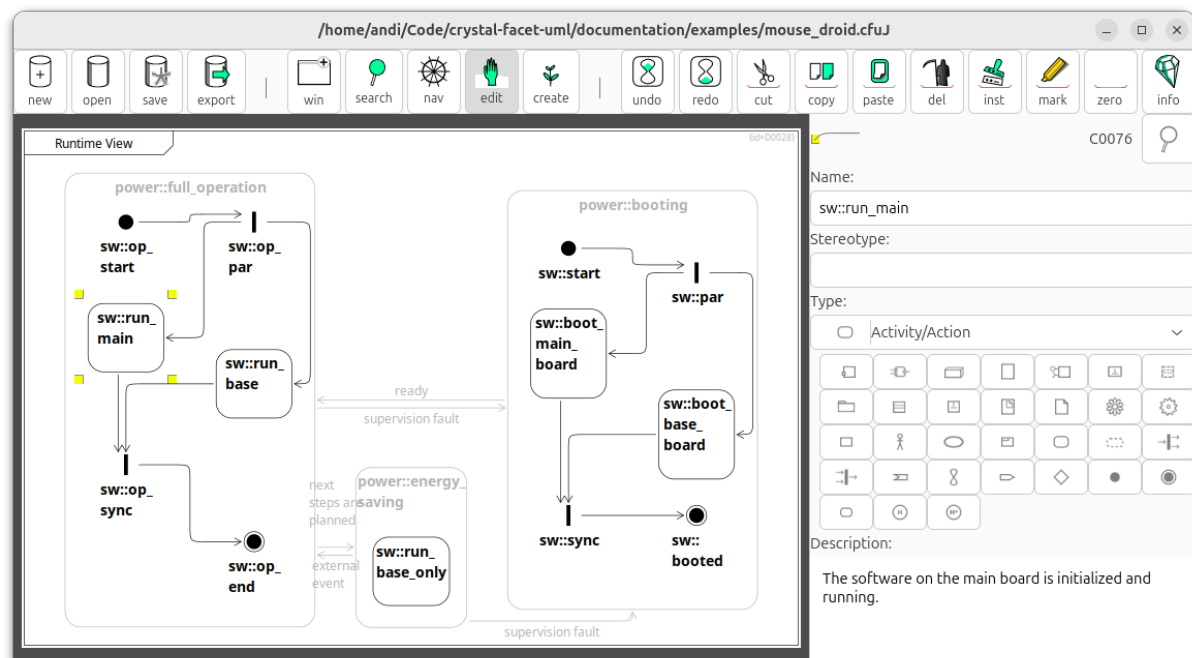 /home/andi/Code/crystal-facet-uml/documentation/examples/mouse_droid.cfuJ
new
open
save
export
win
search
nav
edit
create
undo
redo
cut
copy
paste
del
inst
mark
zero
info
Runtime View
{id=D0028}
power::full_operation
sw::op_
start
sw::op_
par
sw::run_
main
sw::run_
base
sw::op_
sync
sw::op_
end
ready
supervision fault
next
steps are
planned
external
event
power::energy_
saving
sw::run_
base_only
supervision fault
power::booting
sw::start
sw::par
sw::boot_
main_
board
sw::boot_
base_
board
sw::sync
sw::
booted
C0076
Name:
sw::run_main
Stereotype:
Type:
Activity/Action
H
H*
Description:
The software on the main board is initialized and
running.